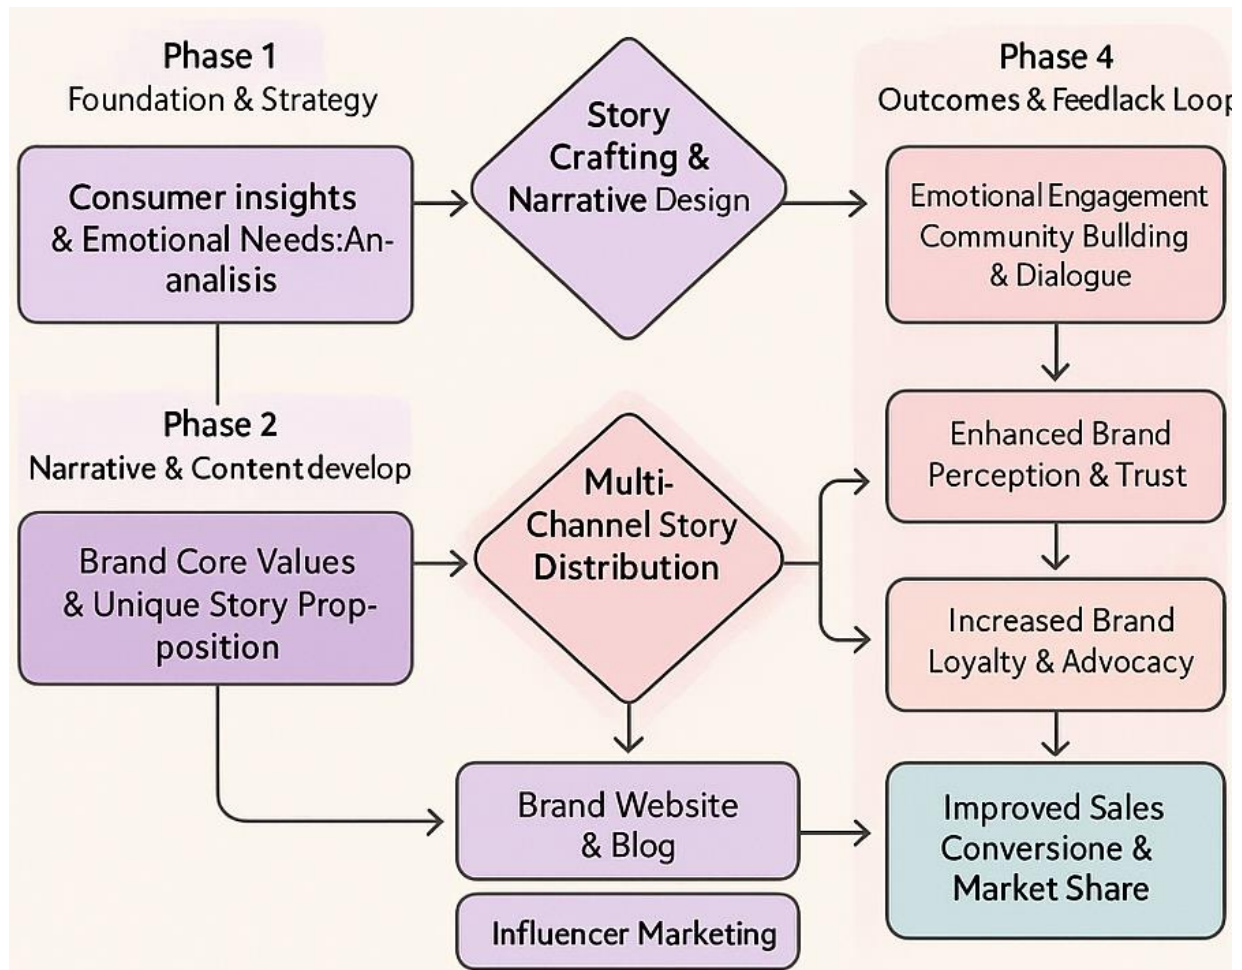 Phase 1
Foundation & Strategy
Consumer insights
& Emotional Needs:An-
analisis
Story
Crafting &
Narrative Design
Phase 4
Outcomes & Feedlack Loop
Emotional Engagement
Community Bullding
& Dialogue
Phase 2
Narrative & Content develop
Brand Core Values
& Unique Story Prop-
position
Multi-
Channel Story
Distribution
Enhanced Brand
Perception & Trust
Increased Brand
Loyalty & Advocacy
Brand Website
& Blog
Influencer Marketing
Improved Sales
Conversione &
Market Share